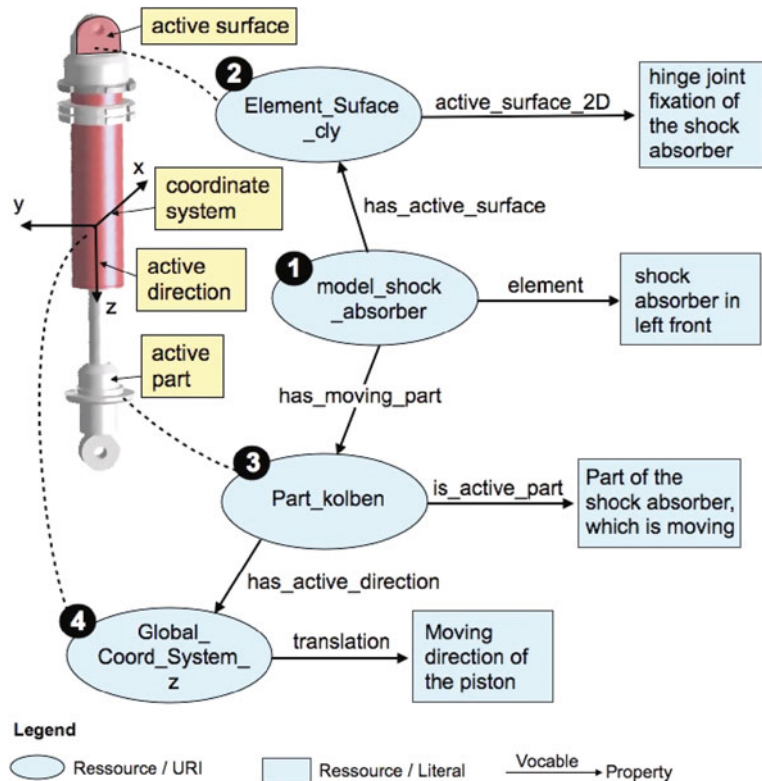 active surface
2
Element_Suface
_cly
active_surface_2D
hinge joint
fixation of
the shock
absorber
x
coordinate
system
y
has_active_surface
active
direction
z
1
model_shock
_absorber
element
shock
absorber in
left front
active
part
has_moving_part
3
Part_kolben
is_active_part
Part of the
shock absorber,
which is moving
has_active_direction
4
Global_
Coord_System_
z
translation
Moving
direction of
the piston
Legend
Ressource / URI
Ressource / Literal
Vocable
Property